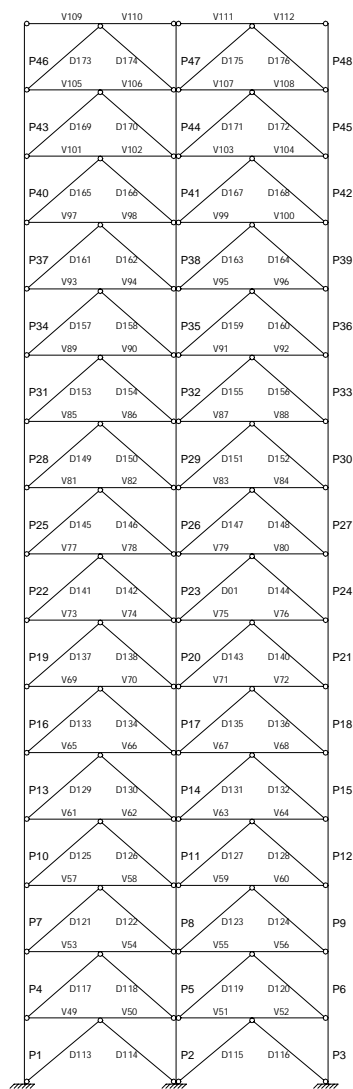 V109 V110 V111 V112
P46 D173 D174 P47 D175 D176 P48
V105 V106 V107 V108
P43 D169 D170 P44 D171 D172 P45
V101 V102 V103 V104
P40 D165 D166 P41 D167 D168 P42
V97 V98 V99 V100
P37 D161 D162 P38 D163 D164 P39
V93 V94 V95 V96
P34 D157 D158 P35 D159 D160 P36
V89 V90 V91 V92
P31 D153 D154 P32 D155 D156 P33
V85 V86 V87 V88
P28 D149 D150 P29 D151 D152 P30
V81 V82 V83 V84
P25 D145 D146 P26 D147 D148 P27
V77 V78 V79 V80
P22 D141 D142 P23 D01 D144 P24
V73 V74 V75 V76
P19 D137 D138 P20 D143 D140 P21
V69 V70 V71 V72
P16 D133 D134 P17 D135 D136 P18
V65 V66 V67 V68
P13 D129 D130 P14 D131 D132 P15
V61 V62 V63 V64
P10 D125 D126 P11 D127 D128 P12
V57 V58 V59 V60
P7 D121 D122 P8 D123 D124 P9
V53 V54 V55 V56
P4 D117 D118 P5 D119 D120 P6
V49 V50 V51 V52
P1 D113 D114 P2 D115 D116 P3